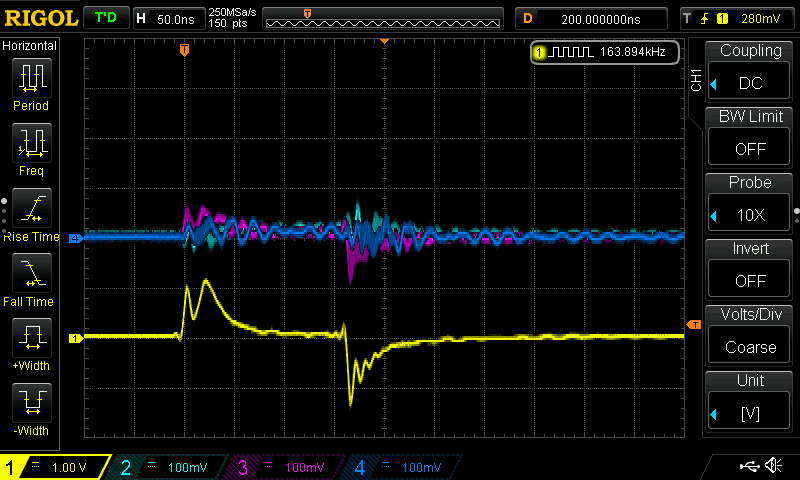 RIGOL T'D H 50.0ns 250MSa/s 150 pts T D 200.000000ns T 1 280mV
Horizontal
Period
Freq
Rise Time
Fall Time
+Width
-Width
T
1 163.894kHz
4
1
T
CH1
Coupling
DC
BW Limit
OFF
Probe
10X
Invert
OFF
Volts/Div
Coarse
Unit
[V]
1 1.00 V 2 100mV 3 100mV 4 100mV